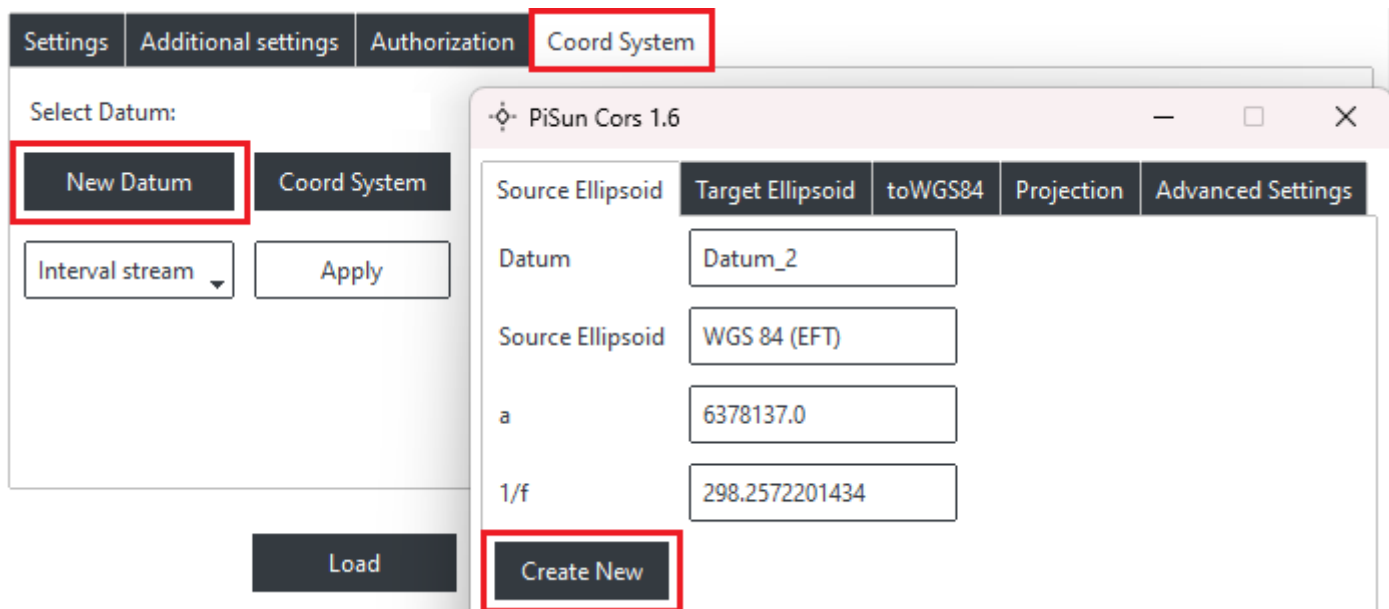 Settings Additional settings Authorization Coord System
Select Datum:
New Datum Coord System
Interval stream Apply
Load
PiSun Cors 1.6
Source Ellipsoid Target Ellipsoid toWGS84 Projection Advanced Settings
Datum Datum_2
Source Ellipsoid WGS 84 (EFT)
a 6378137.0
1/f 298.2572201434
Create New